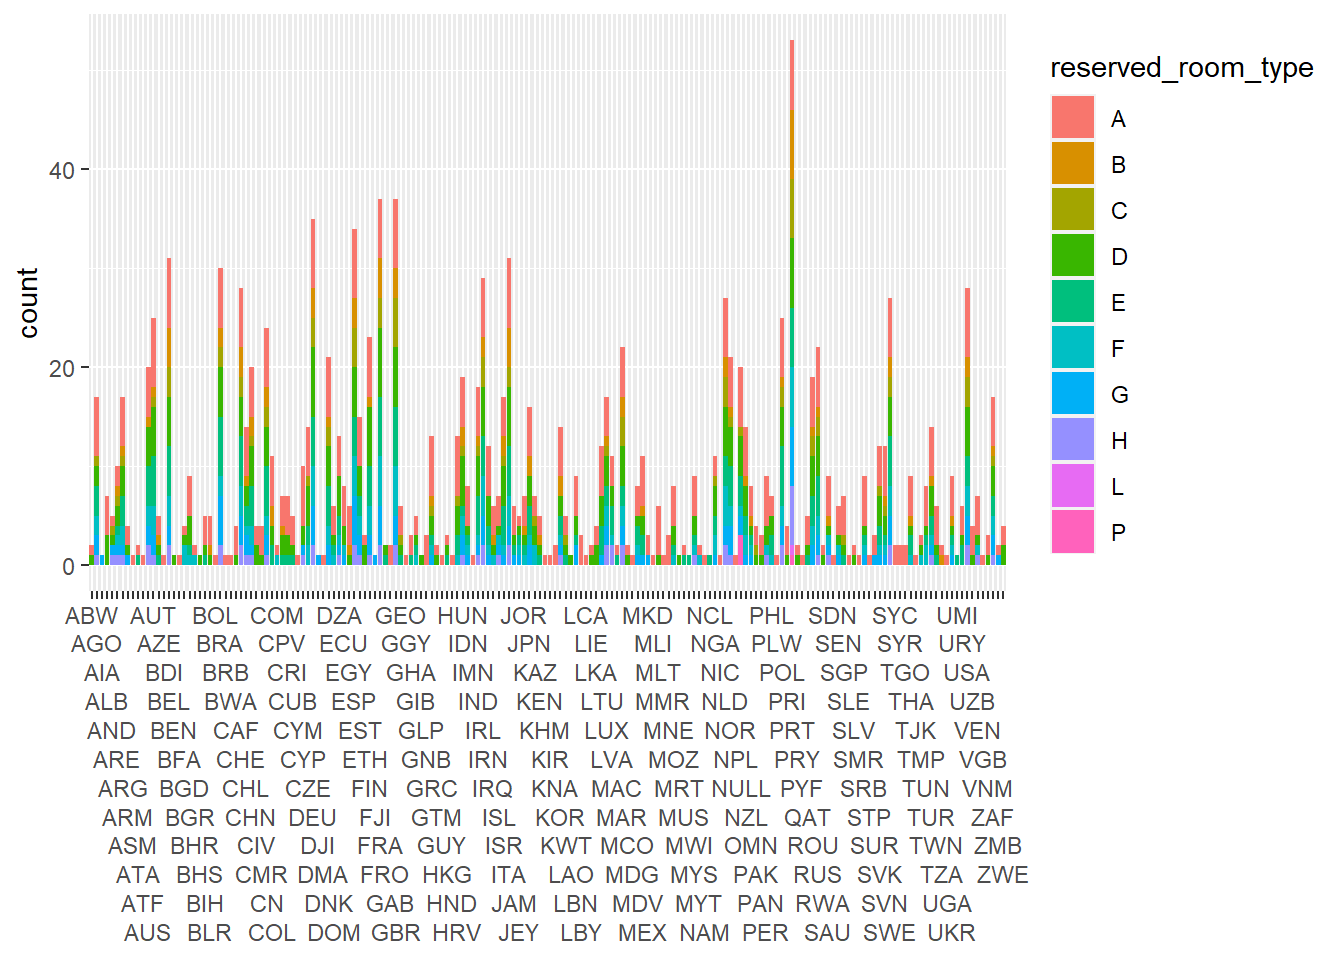 reserved_room_type
A
B
C
D
E
F
G
H
L
P
count
40
20
0
ABW AUT BOL COM DZA GEO HUN JOR LCA MKD NCL PHL SDN SYC UMI
AGO AZE BRA CPV ECU GGY IDN JPN LIE MLI NGA PLW SEN SYR URY
AIA BDI BRB CRI EGY GHA IMN KAZ LKA MLT NIC POL SGP TGO USA
ALB BEL BWA CUB ESP GIB IND KEN LTU MMR NLD PRI SLE THA UZB
AND BEN CAF CYM EST GLP IRL KHM LUX MNE NOR PRT SLV TJK VEN
ARE BFA CHE CYP ETH GNB IRN KIR LVA MOZ NPL PRY SMR TMP VGB
ARG BGD CHL CZE FIN GRC IRQ KNA MAC MRT NULL PYF SRB TUN VNM
ARM BGR CHN DEU FJI GTM ISL KOR MAR MUS NZL QAT STP TUR ZAF
ASM BHR CIV DJI FRA GUY ISR KWT MCO MWI OMN ROU SUR TWN ZMB
ATA BHS CMR DMA FRO HKG ITA LAO MDG MYS PAK RUS SVK TZA ZWE
ATF BIH CN DNK GAB HND JAM LBN MDV MYT PAN RWA SVN UGA
AUS BLR COL DOM GBR HRV JEY LBY MEX NAM PER SAU SWE UKR